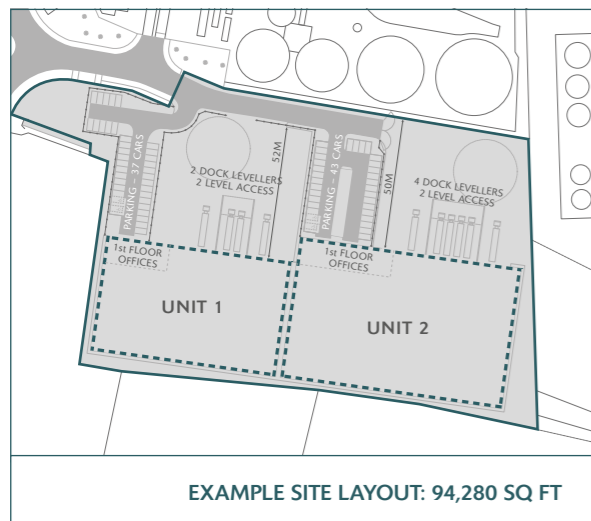 PARKING – 37 CARS
52M
PARKING – 43 CARS
50M
2 DOCK LEVELLERS
2 LEVEL ACCESS
4 DOCK LEVELLERS
2 LEVEL ACCESS
1st FLOOR
OFFICES
1st FLOOR
OFFICES
UNIT 1
UNIT 2
EXAMPLE SITE LAYOUT: 94,280 SQ FT